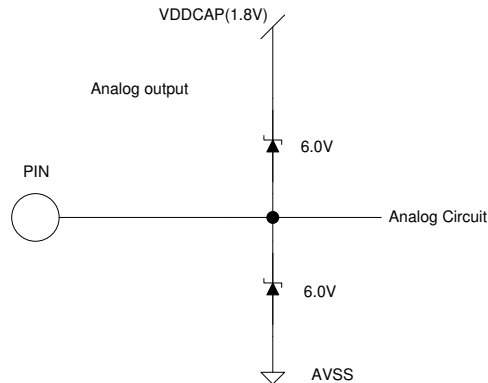 VDDCAP(1.8V)
Analog output
6.0V
PIN
Analog Circuit
6.0V
AVSS